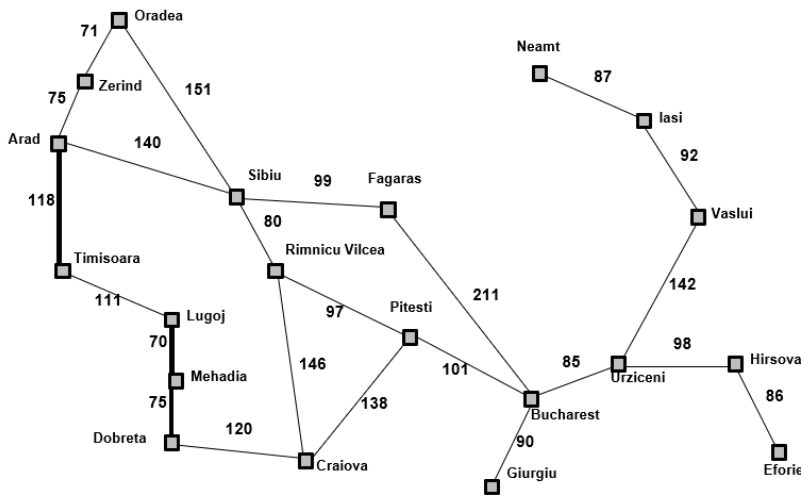 Oradea
71
Neamt
87
Zerind
75
151
Iasi
Arad
140
92
Sibiu
99
Fagaras
118
80
Vaslui
Timisoara
Rimnicu Vilcea
111
142
Lugoj
97
Pitesti
211
70
146
98
Hirsova
85
Urziceni
101
Mehadia
75
138
86
Bucharest
Dobreta
120
90
Craiova
Giurgiu
Eforie